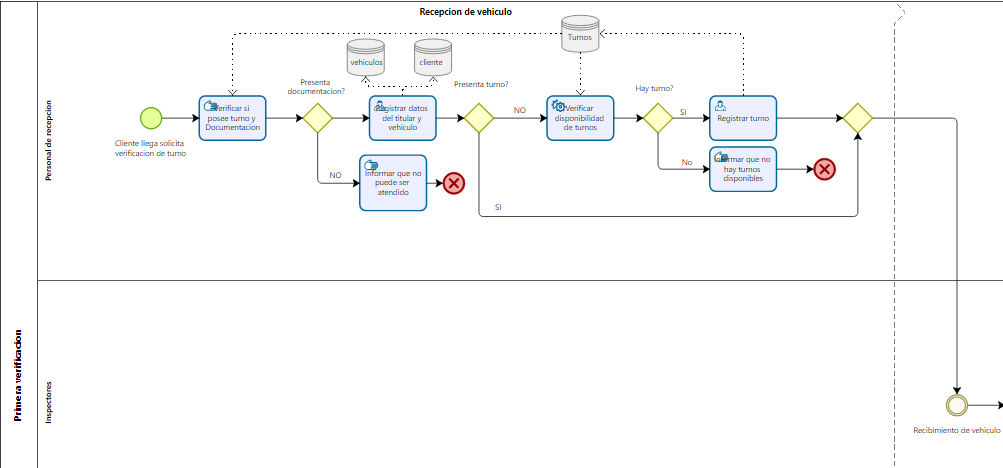 Recepcion de vehiculo
Turnos
vehiculos
cliente
Presenta
documentacion?
Presenta turno?
Hay turno?
Verificar si
posee turno y
Documentacion
Registrar datos
del titular y
vehiculo
NO
Verificar
disponibilidad
de turnos
SI
Registrar turno
Cliente llega solicita
verificacion de turno
NO
Informar que no
puede ser
atendido
No
Informar que no
hay turnos
disponibles
SI
Personal de recepcion
Primera verificacion
Inspectores
Recibimiento de vehiculo